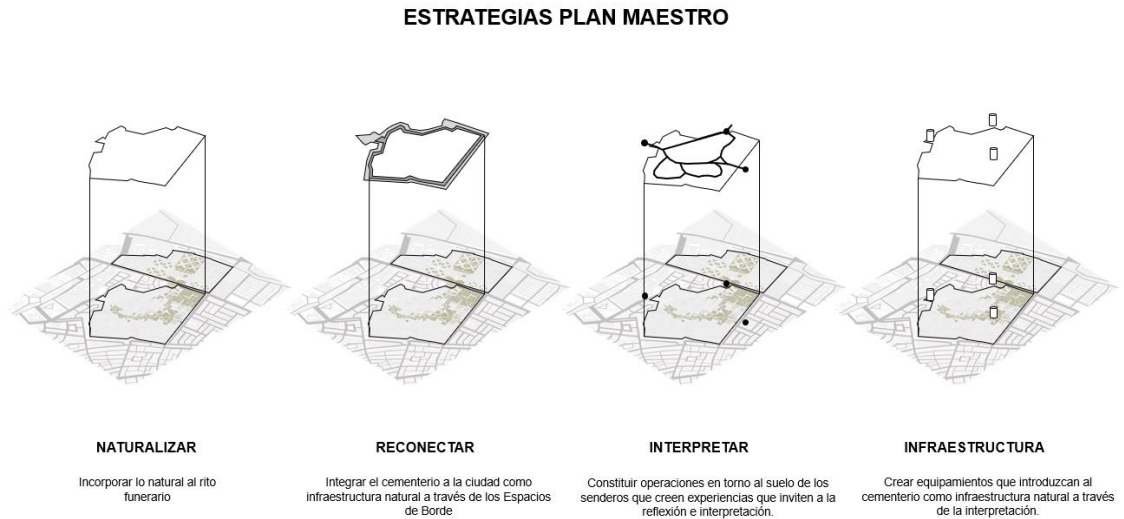 ESTRATEGIAS PLAN MAESTRO
NATURALIZAR
Incorporar lo natural al rito
funerario
RECONECTAR
Integrar el cementerio a la ciudad como
infraestructura natural a través de los Espacios
de Borde
INTERPRETAR
Constituir operaciones en torno al suelo de los
senderos que creen experiencias que inviten a la
reflexión e interpretación.
INFRAESTRUCTURA
Crear equipamientos que introduzcan al
cementerio como infraestructura natural a través
de la interpretación.